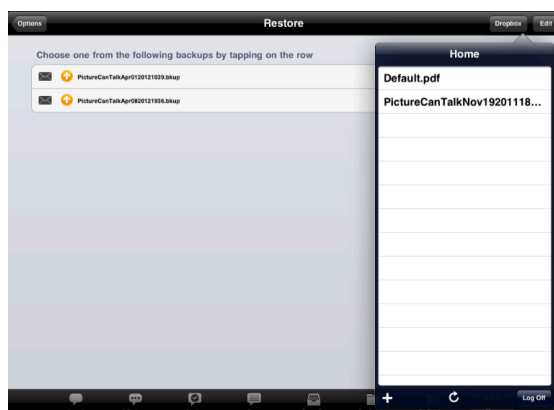 Options
Restore
Dropbox
Edit
Choose one from the following backups by tapping on the row
PictureCanTalkApr0120121039.bkup
PictureCanTalkApr0820121936.bkup
Home
Default.pdf
PictureCanTalkNov19201118...
Log Off